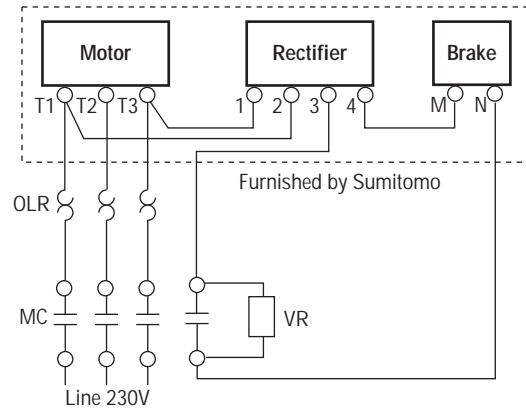 Motor Rectifier Brake
T1 T2 T3 1 2 3 4 M N
Furnished by Sumitomo
OLR
MC VR
Line 230V